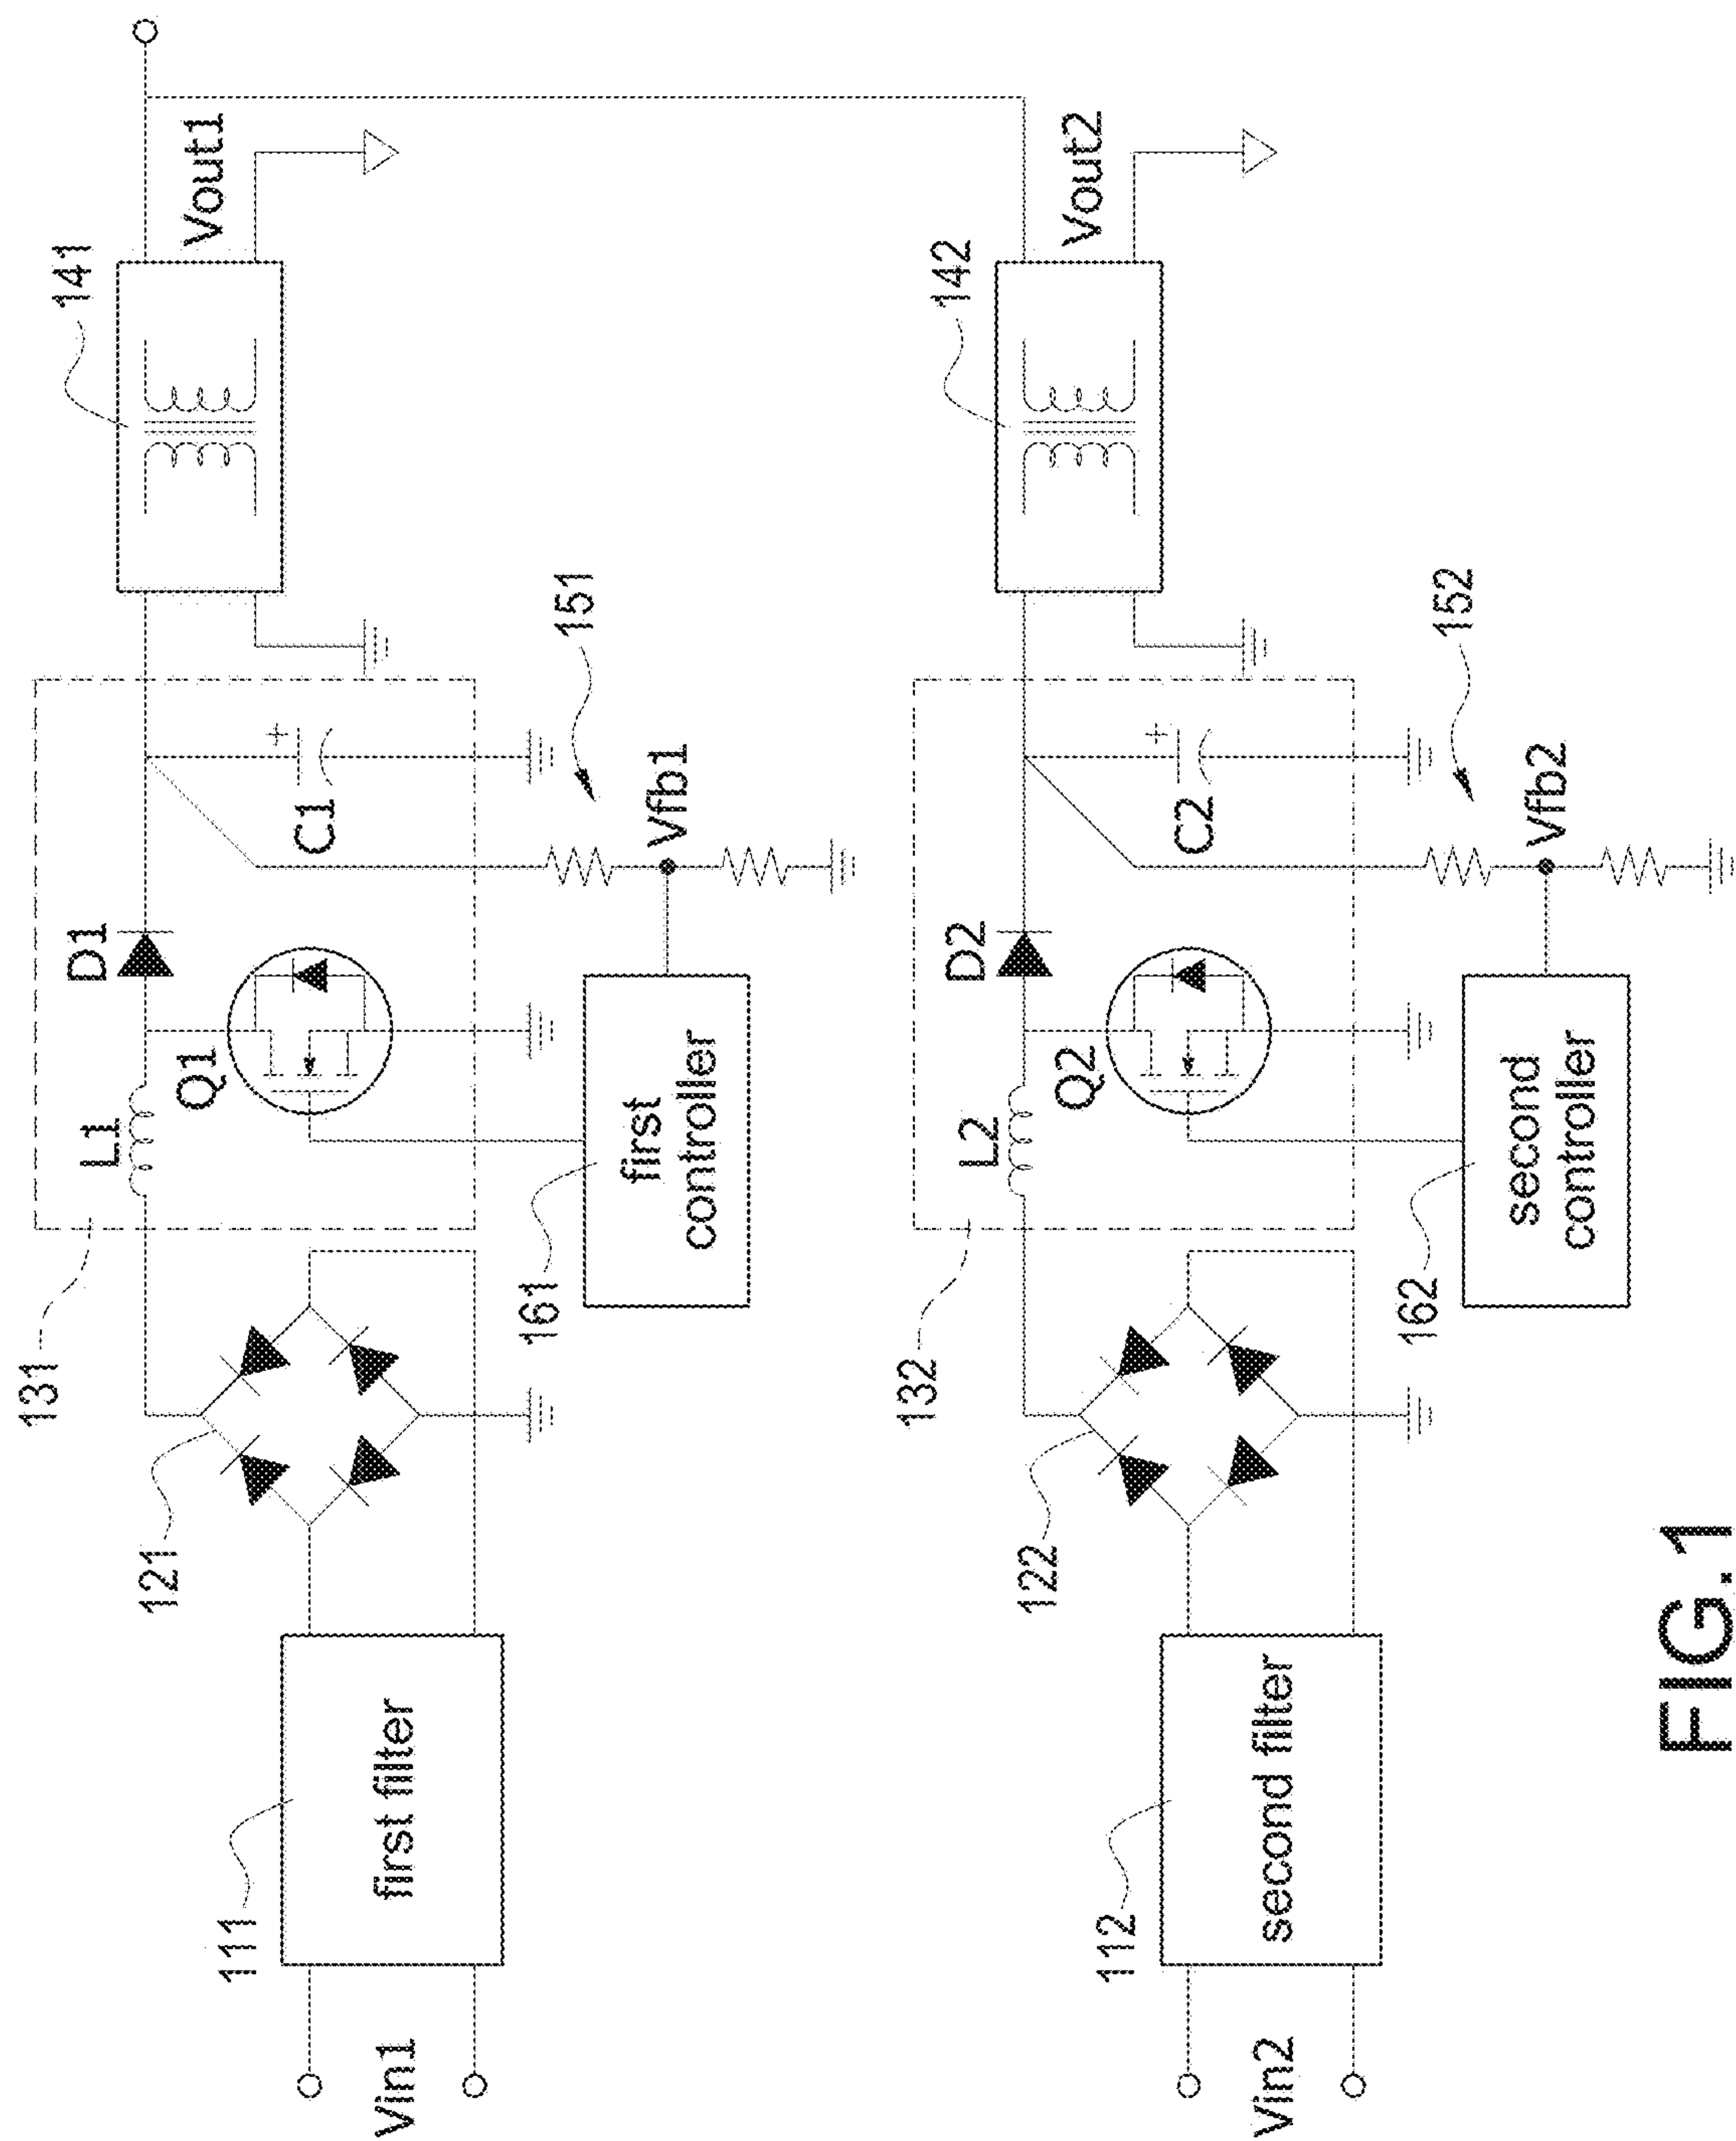 141
Vout1
131
L1
D1
121
Q1
C1
111
first filter
Vin1
161
first
controller
151
Vfb1
142
Vout2
132
L2
D2
122
Q2
C2
112
second filter
Vin2
162
second
controller
152
Vfb2
FIG.1